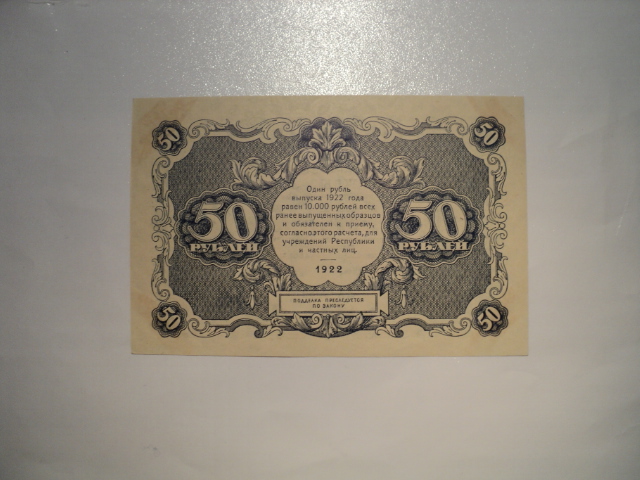 50
50
Один рубль
выпуска 1922 года
равен 10.000 рублей всех
ранее выпущенных образцов
и обязателен к приему,
согласно этого расчета, для
учреждений Республики
и частных лиц.
1922
50
РУБЛЕЙ
50
РУБЛЕЙ
ПОДДЕЛКА ПРЕСЛЕДУЕТСЯ
ПО ЗАКОНУ
50
50